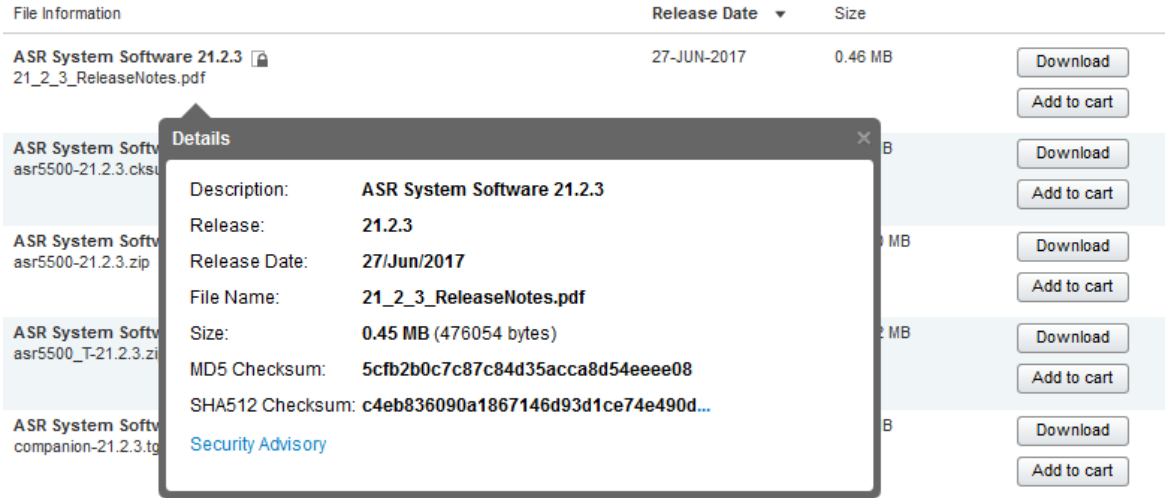 File Information Release Date Size
ASR System Software 21.2.3 27-JUN-2017 0.46 MB Download
21_2_3_ReleaseNotes.pdf
Add to cart
Details
ASR System Softw B Download
asr5500-21.2.3.cksu
Add to cart
Description: ASR System Software 21.2.3
Release: 21.2.3
ASR System Softw MB Download
asr5500-21.2.3.zip
Release Date: 27/Jun/2017
Add to cart
File Name: 21_2_3_ReleaseNotes.pdf
ASR System Softw MB Download
asr5500_T-21.2.3.zi
Size: 0.45 MB (476054 bytes)
MD5 Checksum: 5cfb2b0c7c87c84d35acca8d54eeee08
Add to cart
SHA512 Checksum: c4eb836090a1867146d93d1ce74e490d...
ASR System Softw B Download
companion-21.2.3.tg
Security Advisory
Add to cart